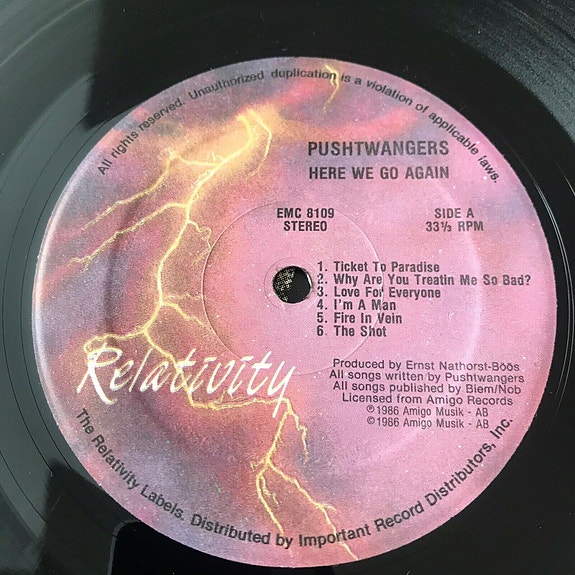 All rights reserved. Unauthorized duplication is a violation of applicable laws.
PUSHTWANGERS
HERE WE GO AGAIN
EMC 8109
STEREO
SIDE A
33⅓ RPM
1. Ticket To Paradise
2. Why Are You Treatin Me So Bad?
3. Love For Everyone
4. I'm A Man
5. Fire In Vein
6. The Shot
Relativity
Produced by Ernst Nathorst-Böös
All songs written by Pushtwangers
All songs published by Biem/Nob
Licensed from Amigo Records
℗1986 Amigo Musik - AB
©1986 Amigo Musik - AB
The Relativity Labels. Distributed by Important Record Distributors, Inc.